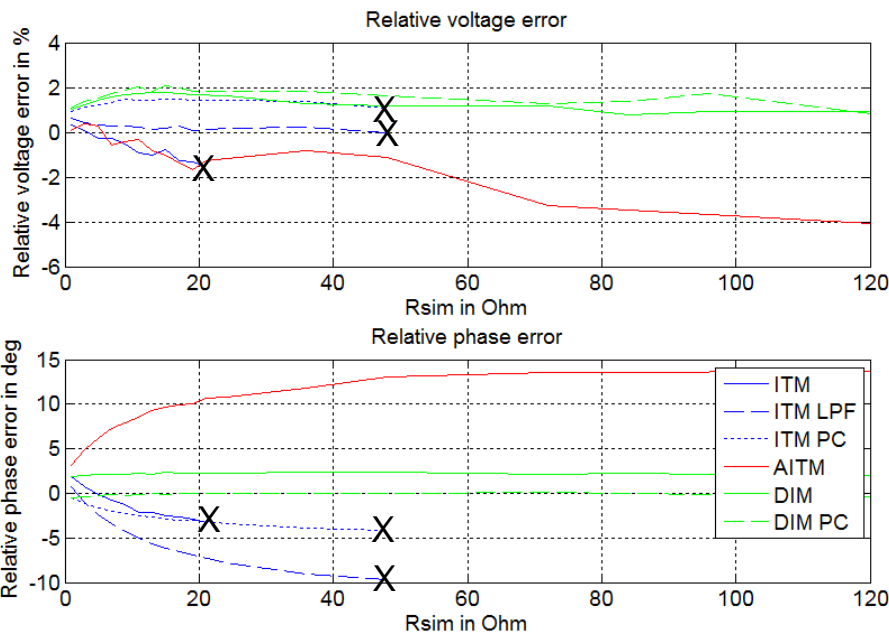 Relative voltage error
Relative voltage error in %
4
2
0
-2
-4
-6
0
20
40
60
80
100
120
X
X
X
Rsim in Ohm
Relative phase error
Relative phase error in deg
15
10
5
0
-5
-10
0
20
40
60
80
100
120
X
X
X
ITM
ITM LPF
ITM PC
AITM
DIM
DIM PC
Rsim in Ohm